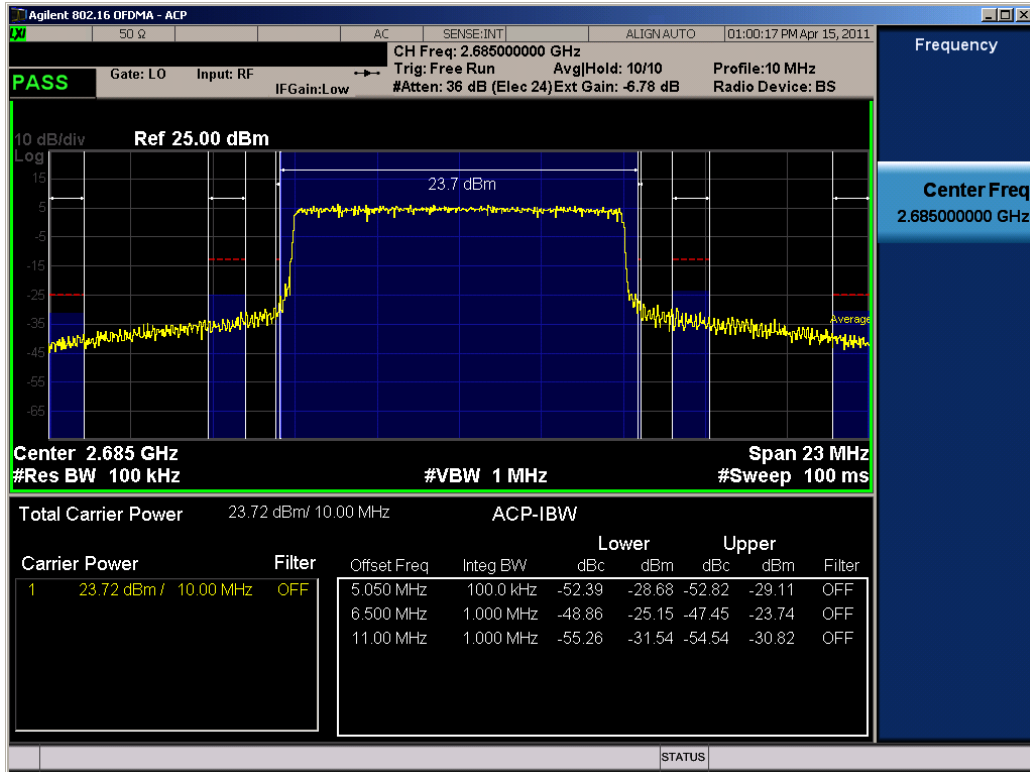 Agilent 802.16 OFDMA - ACP
LXI 50 Ω AC SENSE:INT ALIGN AUTO 01:00:17 PM Apr 15, 2011
CH Freq: 2.685000000 GHz
PASS Gate: LO Input: RF Trig: Free Run Avg|Hold: 10/10 Profile:10 MHz
IFGain:Low #Atten: 36 dB (Elec 24) Ext Gain: -6.78 dB Radio Device: BS
Frequency
10 dB/div Ref 25.00 dBm
Log
15
5
-5
-15
-25
-35
-45
-55
-65
23.7 dBm
Average
Center Freq
2.685000000 GHz
Center 2.685 GHz Span 23 MHz
#Res BW 100 kHz #VBW 1 MHz #Sweep 100 ms
Total Carrier Power 23.72 dBm/ 10.00 MHz ACP-IBW
Lower Upper
Carrier Power Filter Offset Freq Integ BW dBc dBm dBc dBm Filter
1 23.72 dBm / 10.00 MHz OFF 5.050 MHz 100.0 kHz -52.39 -28.68 -52.82 -29.11 OFF
6.500 MHz 1.000 MHz -48.86 -25.15 -47.45 -23.74 OFF
11.00 MHz 1.000 MHz -55.26 -31.54 -54.54 -30.82 OFF
STATUS